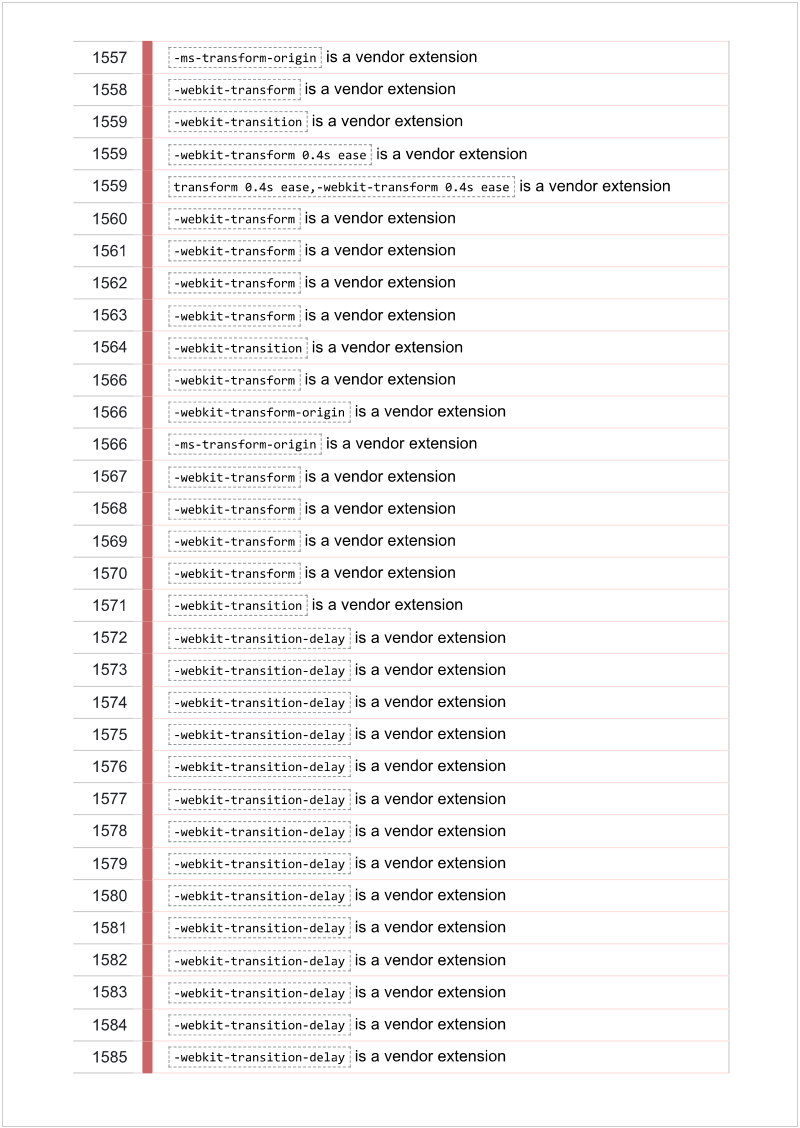 1557 -ms-transform-origin is a vendor extension
1558 -webkit-transform is a vendor extension
1559 -webkit-transition is a vendor extension
1559 -webkit-transform 0.4s ease is a vendor extension
1559 transform 0.4s ease,-webkit-transform 0.4s ease is a vendor extension
1560 -webkit-transform is a vendor extension
1561 -webkit-transform is a vendor extension
1562 -webkit-transform is a vendor extension
1563 -webkit-transform is a vendor extension
1564 -webkit-transition is a vendor extension
1566 -webkit-transform is a vendor extension
1566 -webkit-transform-origin is a vendor extension
1566 -ms-transform-origin is a vendor extension
1567 -webkit-transform is a vendor extension
1568 -webkit-transform is a vendor extension
1569 -webkit-transform is a vendor extension
1570 -webkit-transform is a vendor extension
1571 -webkit-transition is a vendor extension
1572 -webkit-transition-delay is a vendor extension
1573 -webkit-transition-delay is a vendor extension
1574 -webkit-transition-delay is a vendor extension
1575 -webkit-transition-delay is a vendor extension
1576 -webkit-transition-delay is a vendor extension
1577 -webkit-transition-delay is a vendor extension
1578 -webkit-transition-delay is a vendor extension
1579 -webkit-transition-delay is a vendor extension
1580 -webkit-transition-delay is a vendor extension
1581 -webkit-transition-delay is a vendor extension
1582 -webkit-transition-delay is a vendor extension
1583 -webkit-transition-delay is a vendor extension
1584 -webkit-transition-delay is a vendor extension
1585 -webkit-transition-delay is a vendor extension